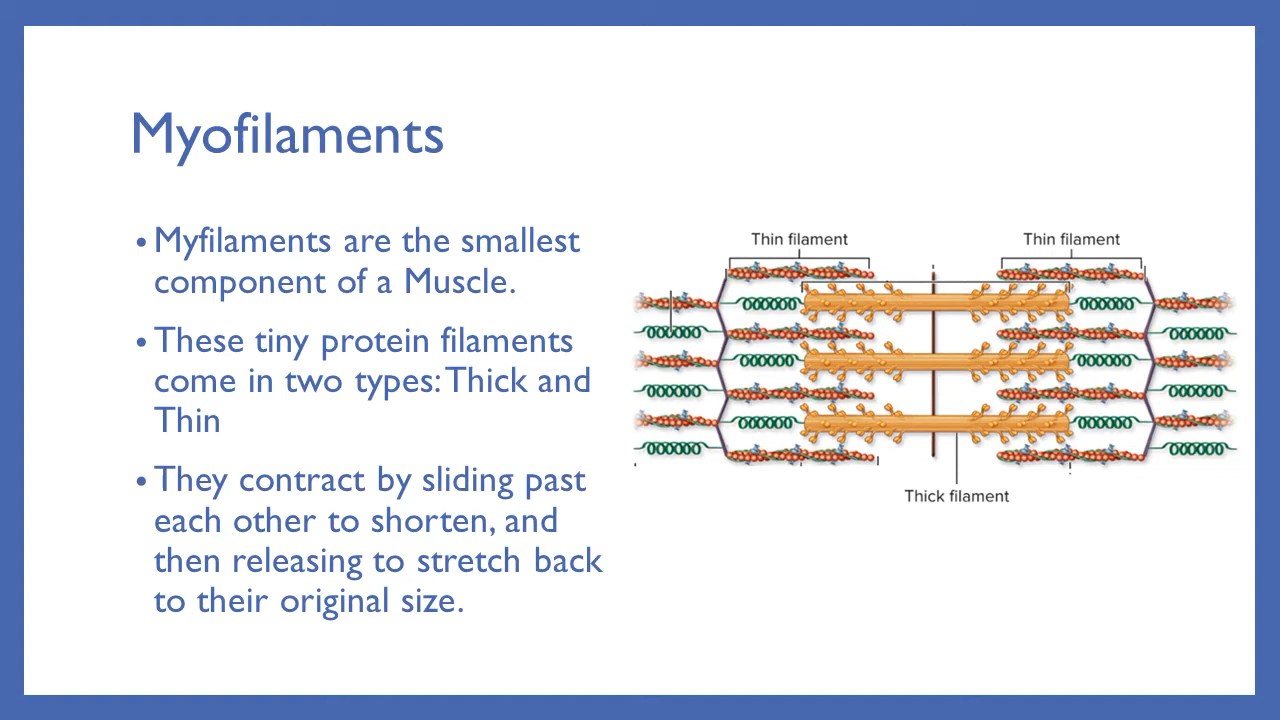 Myofilaments
• Myfilaments are the smallest
component of a Muscle.
• These tiny protein filaments
come in two types: Thick and
Thin
• They contract by sliding past
each other to shorten, and
then releasing to stretch back
to their original size.
Thin filament
Thin filament
Thick filament